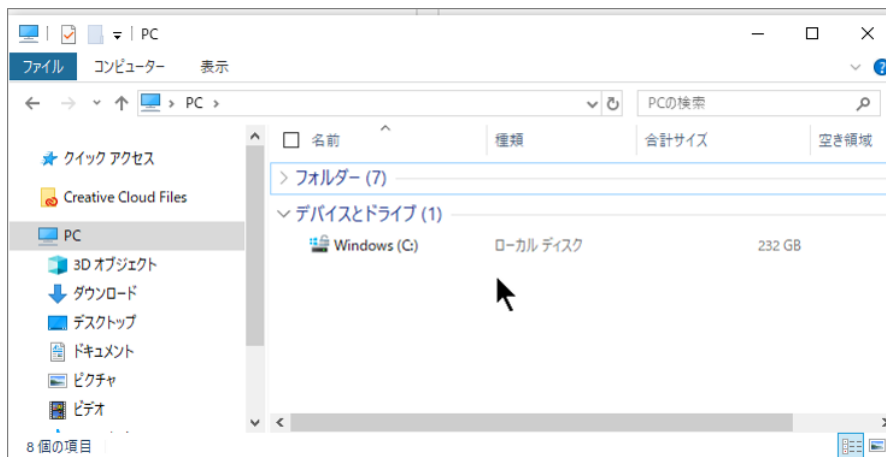 PC
ファイル コンピューター 表示
PC
PCの検索
名前 種類 合計サイズ 空き領域
クイック アクセス
Creative Cloud Files
PC
3D オブジェクト
ダウンロード
デスクトップ
ドキュメント
ピクチャ
ビデオ
フォルダー (7)
デバイスとドライブ (1)
Windows (C:) ローカル ディスク 232 GB
8 個の項目